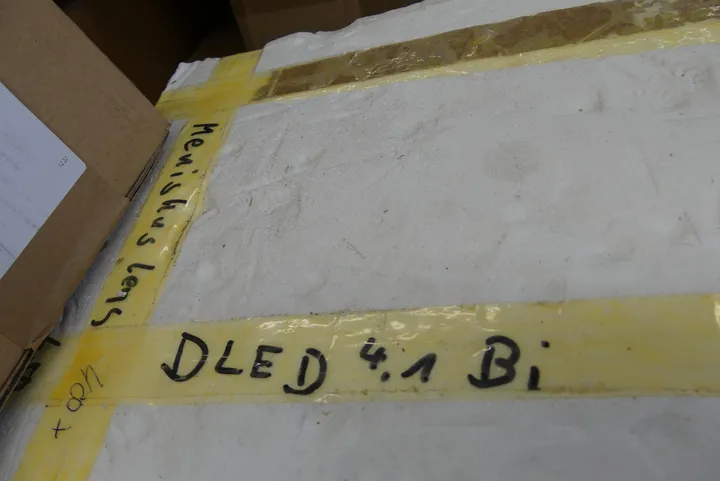 Meniskus lens
DLED 4.1 Bi